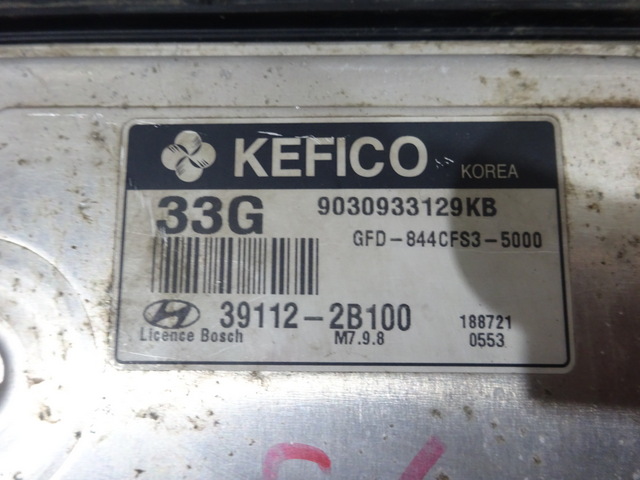 KEFICO KOREA
33G 9030933129KB
GFD-844CFS3-5000
39112-2B100 188721
Licence Bosch M7.9.8 0553